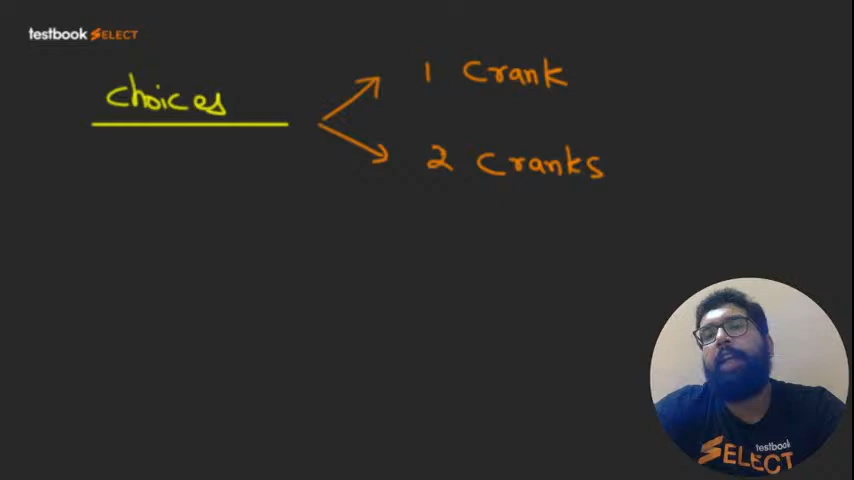 testbook SELECT
1 Crank
Choices
2 Cranks
testbook
SELECT